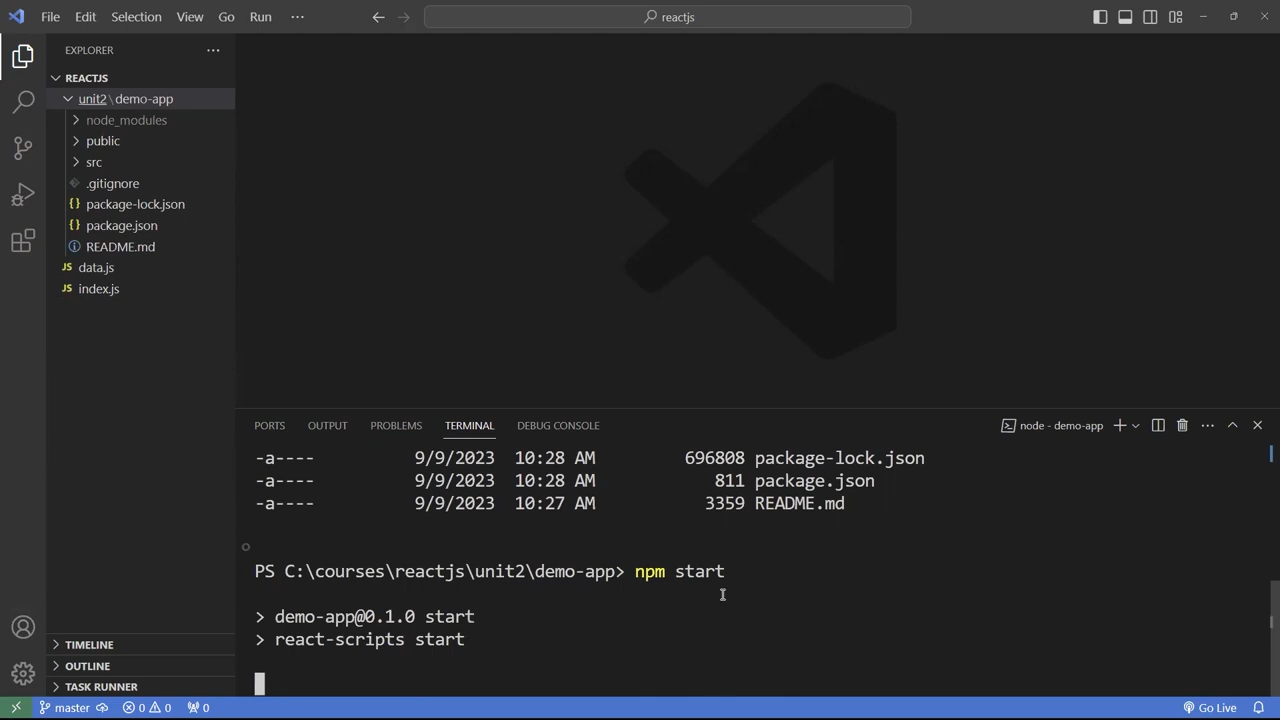 File Edit Selection View Go Run ···
reactjs
EXPLORER ···
REACTJS
unit2\demo-app
node_modules
public
src
.gitignore
{} package-lock.json
{} package.json
README.md
JS data.js
JS index.js
TIMELINE
OUTLINE
TASK RUNNER
PORTS OUTPUT PROBLEMS TERMINAL DEBUG CONSOLE
node - demo-app
-a---- 9/9/2023 10:28 AM 696808 package-lock.json
-a---- 9/9/2023 10:28 AM 811 package.json
-a---- 9/9/2023 10:27 AM 3359 README.md
PS C:\courses\reactjs\unit2\demo-app> npm start
> demo-app@0.1.0 start
> react-scripts start
master 0 0 0 Go Live